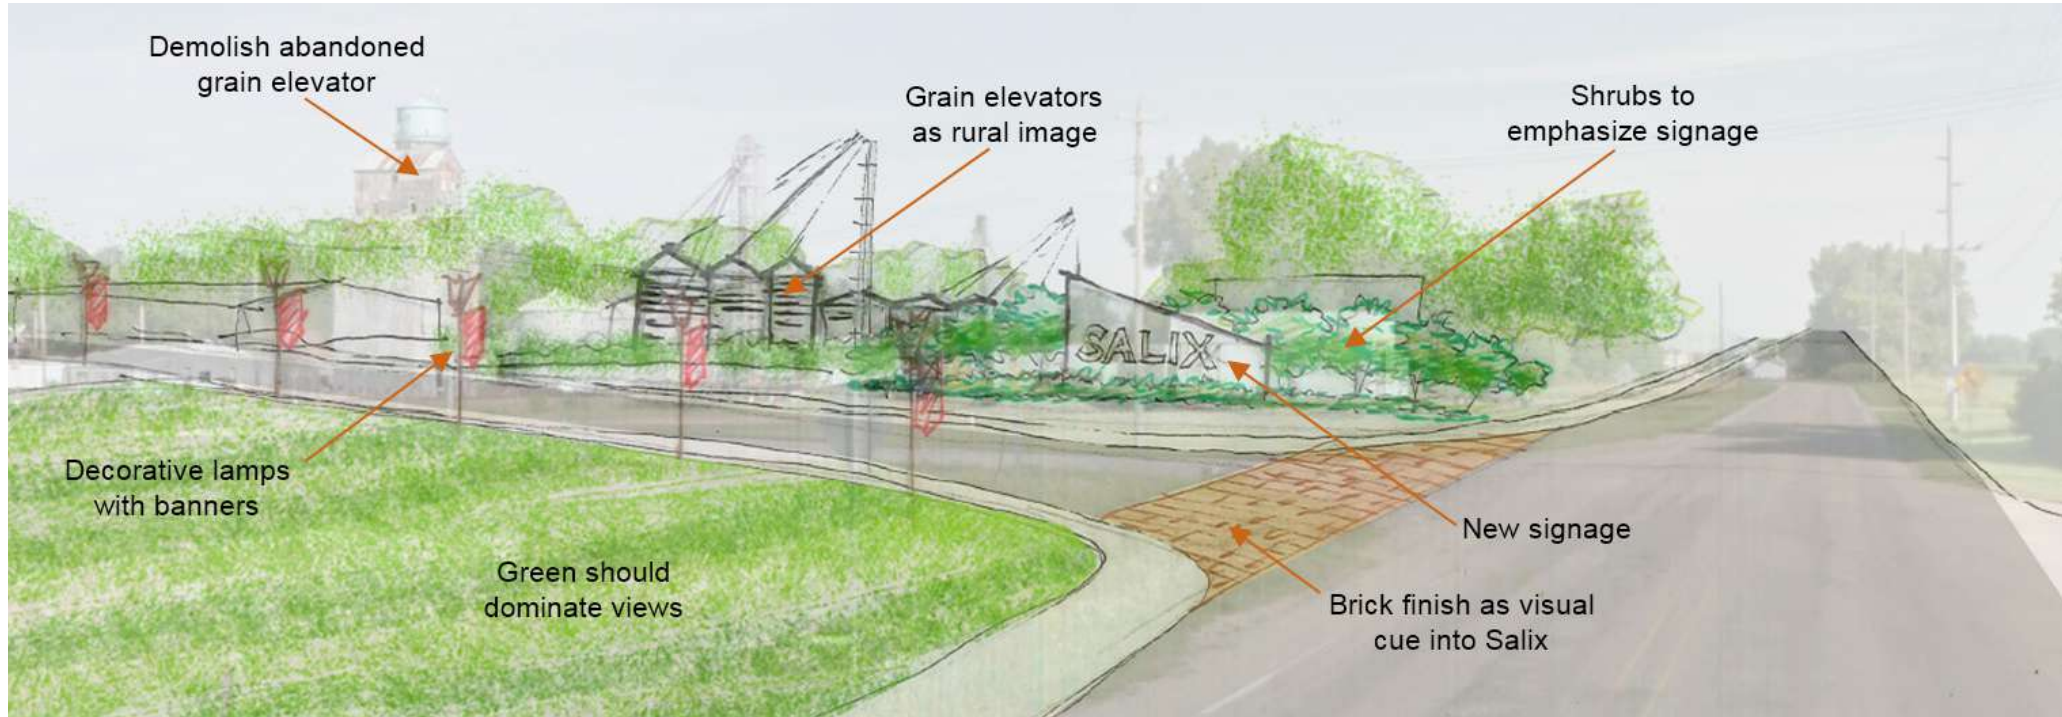 Demolish abandoned
grain elevator
Grain elevators
as rural image
Shrubs to
emphasize signage
SALIX
Decorative lamps
with banners
New signage
Green should
dominate views
Brick finish as visual
cue into Salix